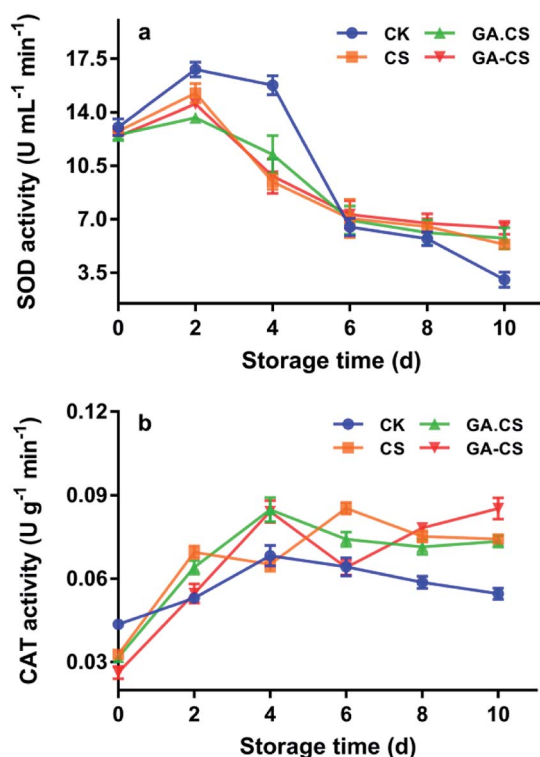 a
CK
GA.CS
CS
GA-CS
17.5
14.0
10.5
7.0
3.5
SOD activity (U mL⁻¹ min⁻¹)
0 2 4 6 8 10
Storage time (d)
b
CK
GA.CS
CS
GA-CS
0.12
0.09
0.06
0.03
CAT activity (U g⁻¹ min⁻¹)
0 2 4 6 8 10
Storage time (d)